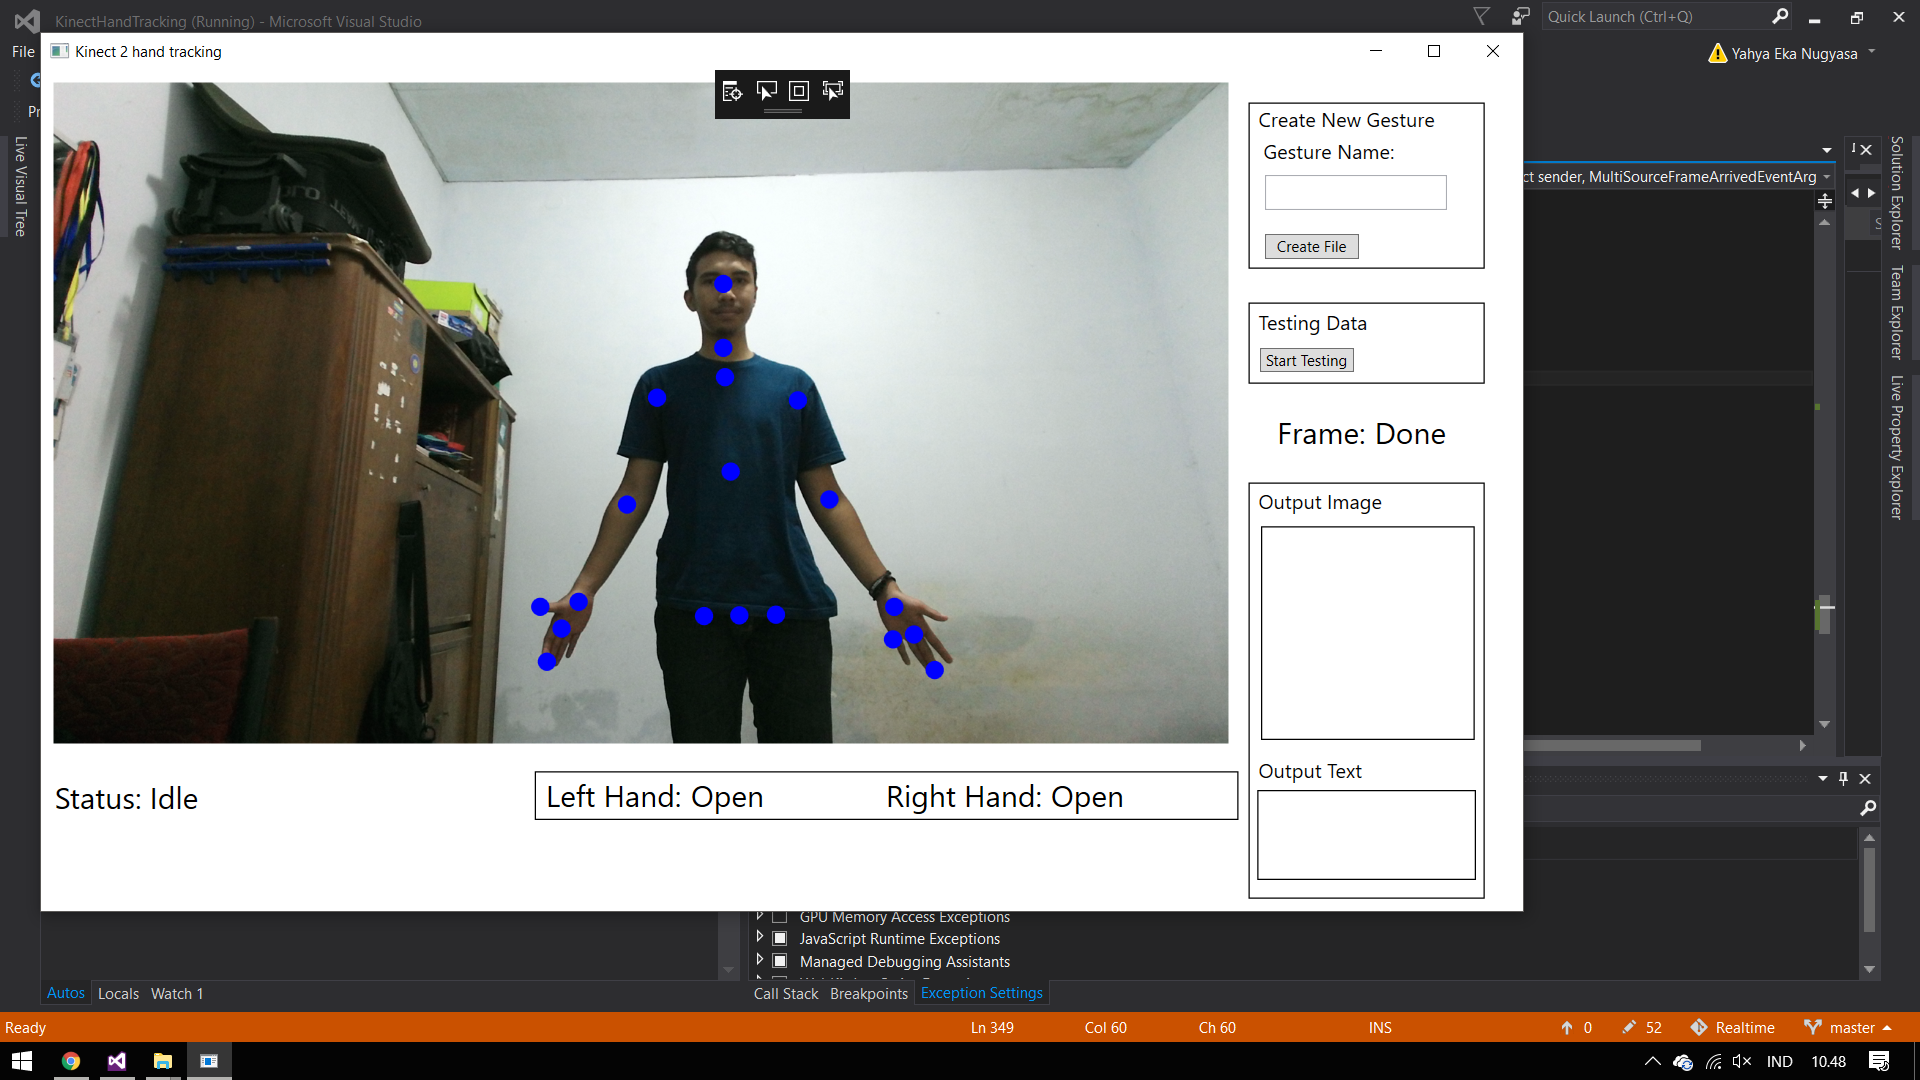 KinectHandTracking (Running) - Microsoft Visual Studio
Quick Launch (Ctrl+Q)
File
Yahya Eka Nugyasa
Kinect 2 hand tracking
Pr
Live Visual Tree
Create New Gesture
Gesture Name:
Create File
Testing Data
Start Testing
Frame: Done
Output Image
Output Text
Status: Idle
Left Hand: Open
Right Hand: Open
ct sender, MultiSourceFrameArrivedEventArg
Solution Explorer
Team Explorer
Live Property Explorer
GPU Memory Access Exceptions
JavaScript Runtime Exceptions
Managed Debugging Assistants
Autos
Locals
Watch 1
Call Stack
Breakpoints
Exception Settings
Ready
Ln 349
Col 60
Ch 60
INS
0
52
Realtime
master
IND
10.48